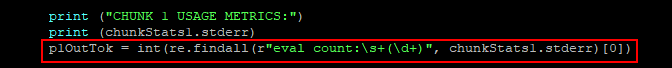 print ("CHUNK 1 USAGE METRICS:")
print (chunkStats1.stderr)
p1OutTok = int(re.findall(r"eval count:\s+(\d+)", chunkStats1.stderr)[0])